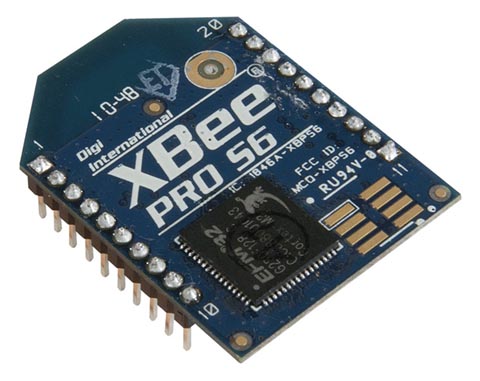 20
10-48
1
Digi
International
XBee®
PRO S6
IC: 1846A-XBPS6
FCC ID:
MCQ-XBPS6
RU94V-0
11
EFM32
10